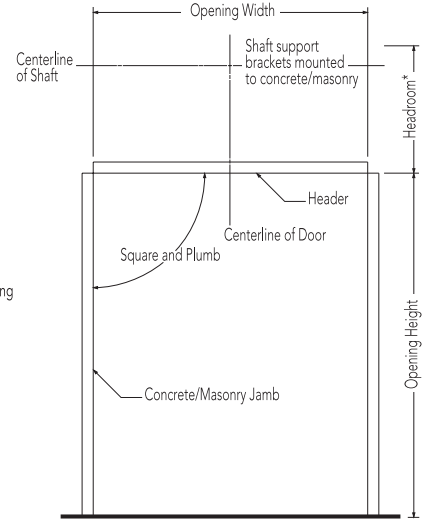 Opening Width
Centerline
of Shaft
Shaft support
brackets mounted
to concrete/masonry
Headroom*
Header
Centerline of Door
Square and Plumb
ng
Opening Height
Concrete/Masonry Jamb